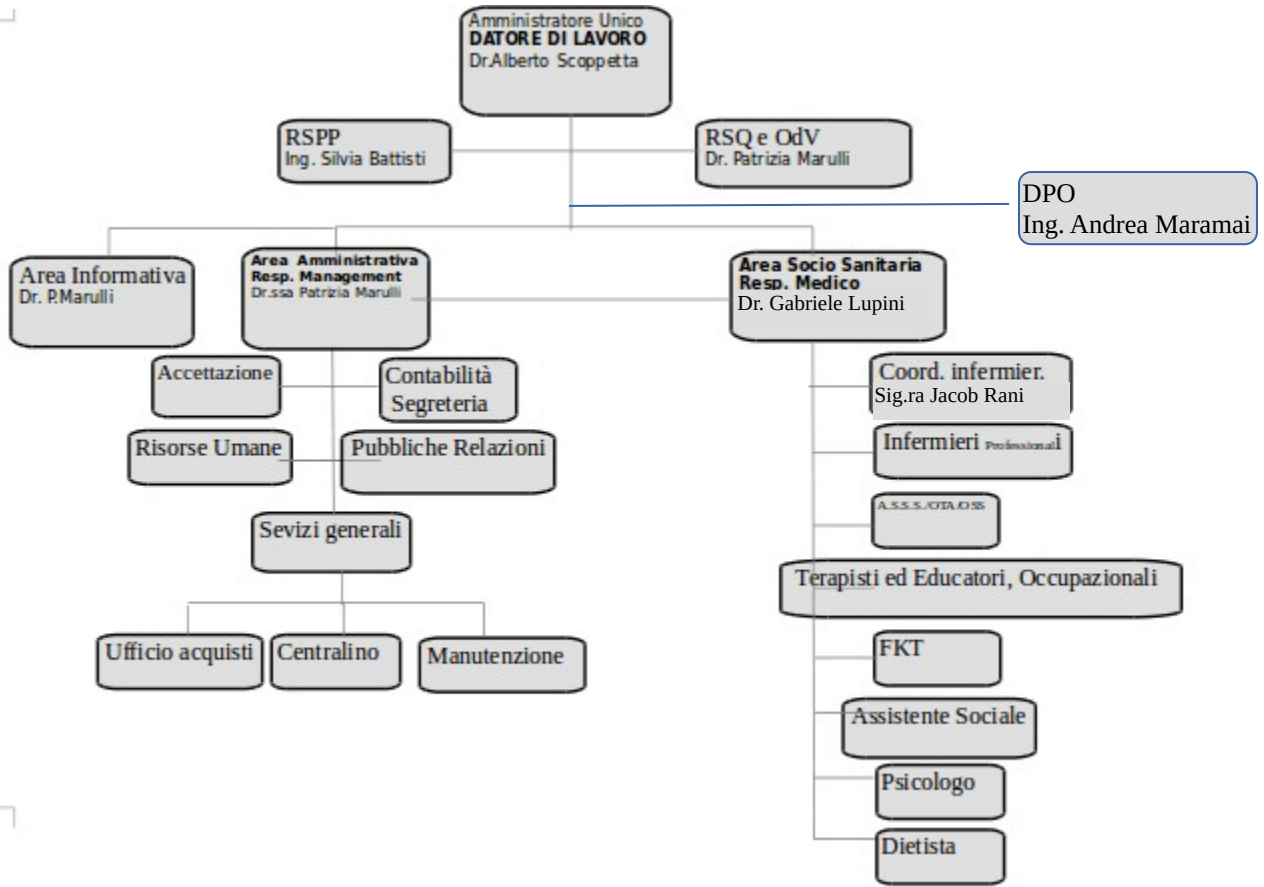 Amministratore Unico
DATORE DI LAVORO
Dr.Alberto Scoppetta
RSPP
Ing. Silvia Battisti
RSQ e OdV
Dr. Patrizia Marulli
DPO
Ing. Andrea Maramai
Area Informativa
Dr. P.Marulli
Area Amministrativa
Resp. Management
Dr.ssa Patrizia Marulli
Area Socio Sanitaria
Resp. Medico
Dr. Gabriele Lupini
Accettazione
Contabilità
Segreteria
Risorse Umane
Pubbliche Relazioni
Sevizi generali
Ufficio acquisti
Centralino
Manutenzione
Coord. infermier.
Sig.ra Jacob Rani
Infermieri Professionali
A.S.S.S./OTA/OSS
Terapisti ed Educatori, Occupazionali
FKT
Assistente Sociale
Psicologo
Dietista